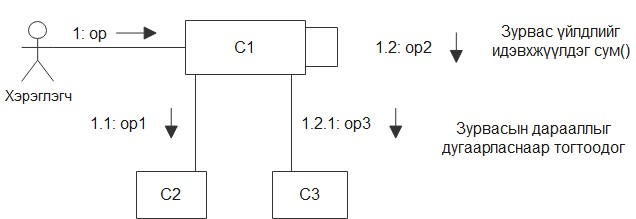 1: op
C1
1.2: op2
Зурвас үйлдлийг
идэвхжүүлдэг сум()
Хэрэглэгч
1.1: op1
1.2.1: op3
Зурвасын дарааллыг
дугаарласнаар тогтоодог
C2
C3